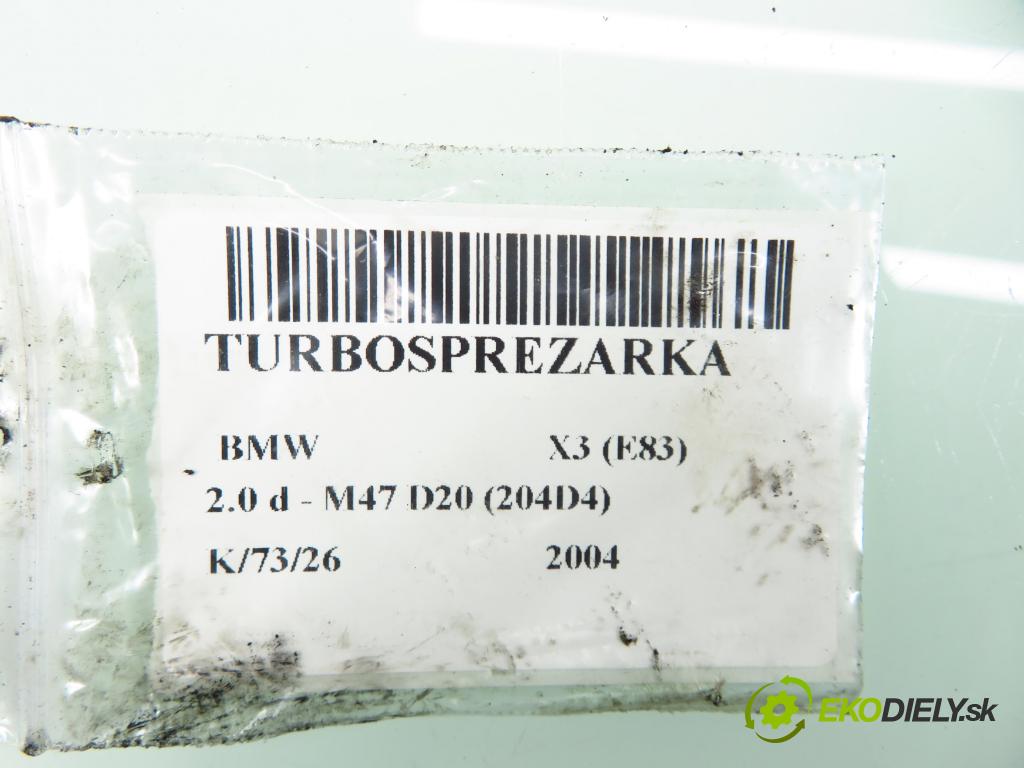 TURBOSPREZARKA
BMW X3 (E83)
2.0 d - M47 D20 (204D4)
K/73/26 2004
EKODIELY.sk